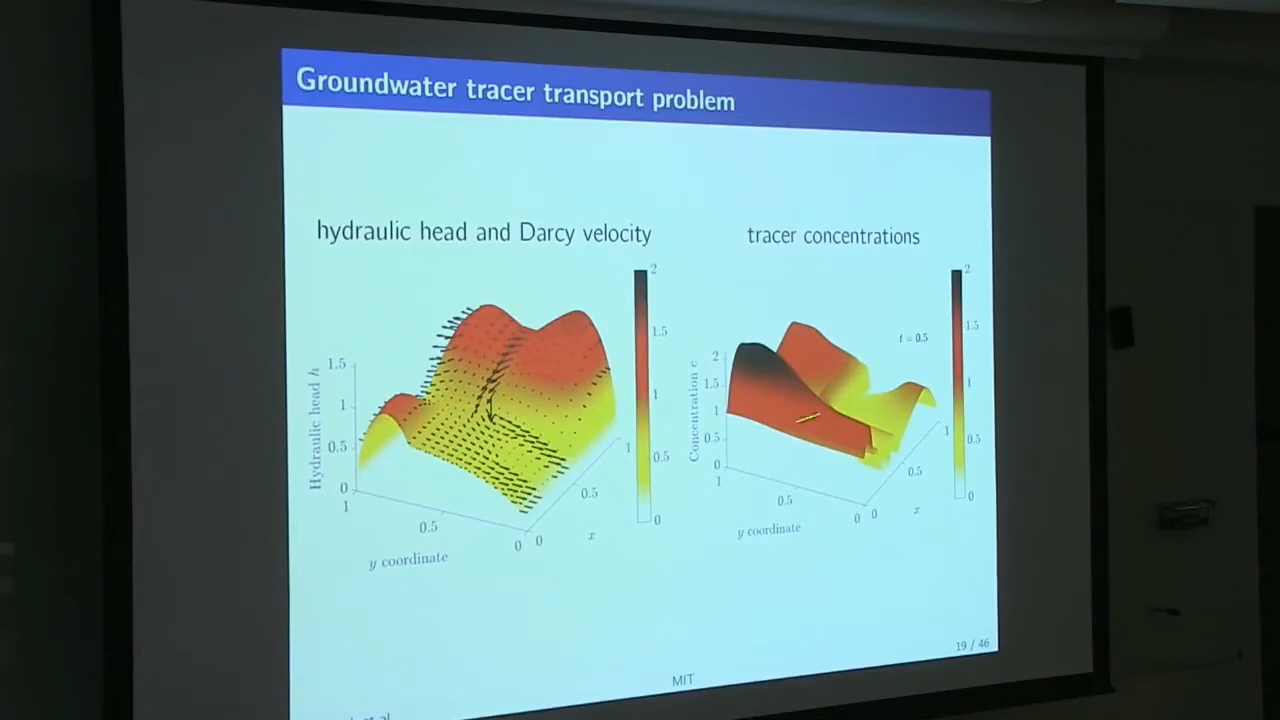 Groundwater tracer transport problem
hydraulic head and Darcy velocity
Hydraulic head h
1.5
1
0.5
0
1
0.5
0
y coordinate
0
0.5
1
x
2
1.5
1
0.5
0
tracer concentrations
t = 0.5
Concentration c
2
1.5
1
0.5
0
1
0.5
0
y coordinate
0
0.5
1
x
2
1.5
1
0.5
0
19 / 46
MIT
et al